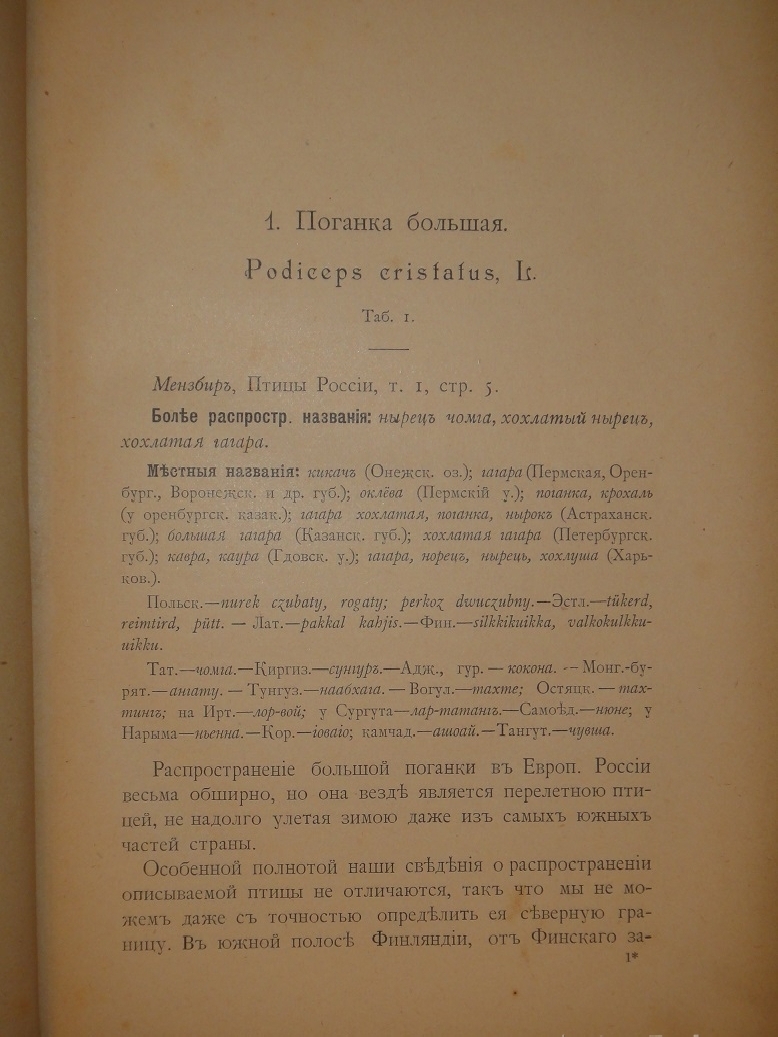 1. Поганка большая.
Podiceps cristatus, L.
Таб. 1.
Мензбиръ, Птицы Россіи, т. 1, стр. 5.
Болѣе распростр. названія: нырецъ чомга, хохлатый нырецъ,
хохлатая гагара.
Мѣстныя названія: кикачъ (Онежск. оз.); гагара (Пермская, Орен-
бург., Воронежск. и др. губ.); оклёва (Пермскій у.); поганка, крохаль
(у оренбургск. казак.); гагара хохлатая, поганка, нырокъ (Астраханск.
губ.); большая гагара (Казанск. губ.); хохлатая гагара (Петербургск.
губ.); кавра, каура (Гдовск. у.); гагара, норецъ, нырецъ, хохлуша (Харь-
ков.).
Польск.—nurek czubaty, rogaty; perkoz dwuczubny.—Эстл.—tükerd,
reimtird, pütt. — Лат.—pakkal kahjis.—Фин.—silkkikuikka, valkokulkku-
uikku.
Тат.—чомга.—Киргиз.—сунгуръ.—Адж., гур. — кокона. — Монг.-бу-
рят.—ангату. — Тунгуз.—наабхага. — Вогул.—тахте; Остяцк. — тах-
тингъ; на Ирт.—лор-вой; у Сургута—лар-татангъ.—Самоѣд.—нюне; у
Нарыма—ньенна.—Кор.—іоваіо; камчад.—ашоай.—Тангут.—чувша.
Распространеніе большой поганки въ Европ. Россіи
весьма обширно, но она вездѣ является перелетною пти-
цей, не надолго улетая зимою даже изъ самыхъ южныхъ
частей страны.
Особенной полнотой наши свѣдѣнія о распространеніи
описываемой птицы не отличаются, такъ что мы не мо-
жемъ даже съ точностью опредѣлить ея сѣверную гра-
ницу. Въ южной полосѣ Финляндіи, отъ Финскаго за-
1*